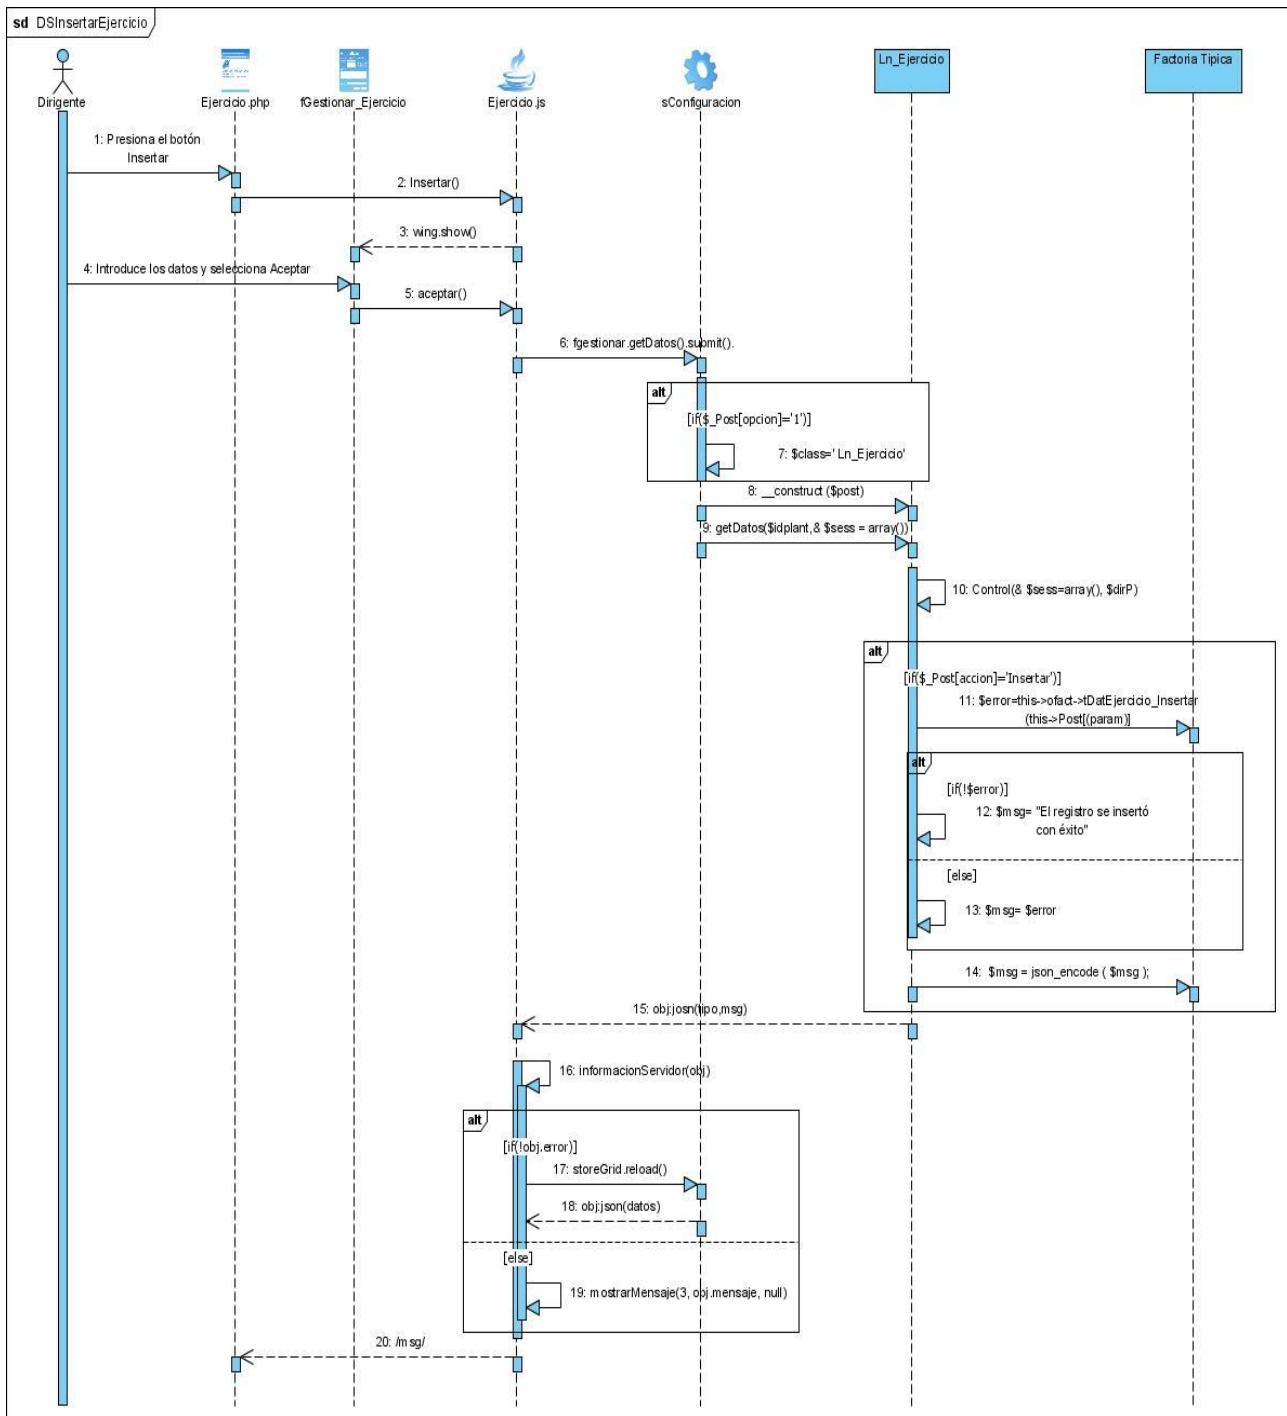 sd DSInsertarEjercicio
Dirigente
Ejercicio.php
fGestionar_Ejercicio
Ejercicio.js
sConfiguracion
Ln_Ejercicio
Factoria Tipica
1: Presiona el botón
Insertar
2: Insertar()
3: wing.show()
4: Introduce los datos y selecciona Aceptar
5: aceptar()
6: fgestionar.getDatos().submit().
alt
[if($_Post[opcion]='1')]
7: $class=' Ln_Ejercicio'
8: __construct ($post)
9: getDatos($idplant,& $sess = array())
10: Control(& $sess=array(), $dirP)
alt
[if($_Post[accion]='Insertar')]
11: $error=this->ofact->tDatEjercicio_Insertar
(this->Post[(param)]
alt
[if(!$error)]
12: $msg= "El registro se insertó
con éxito"
[else]
13: $msg= $error
14: $msg = json_encode ( $msg );
15: obj:josn(tipo,msg)
16: informacionServidor(obj)
alt
[if(!obj.error)]
17: storeGrid.reload()
18: obj:json(datos)
[else]
19: mostrarMensaje(3, obj.mensaje, null)
20: /msg/